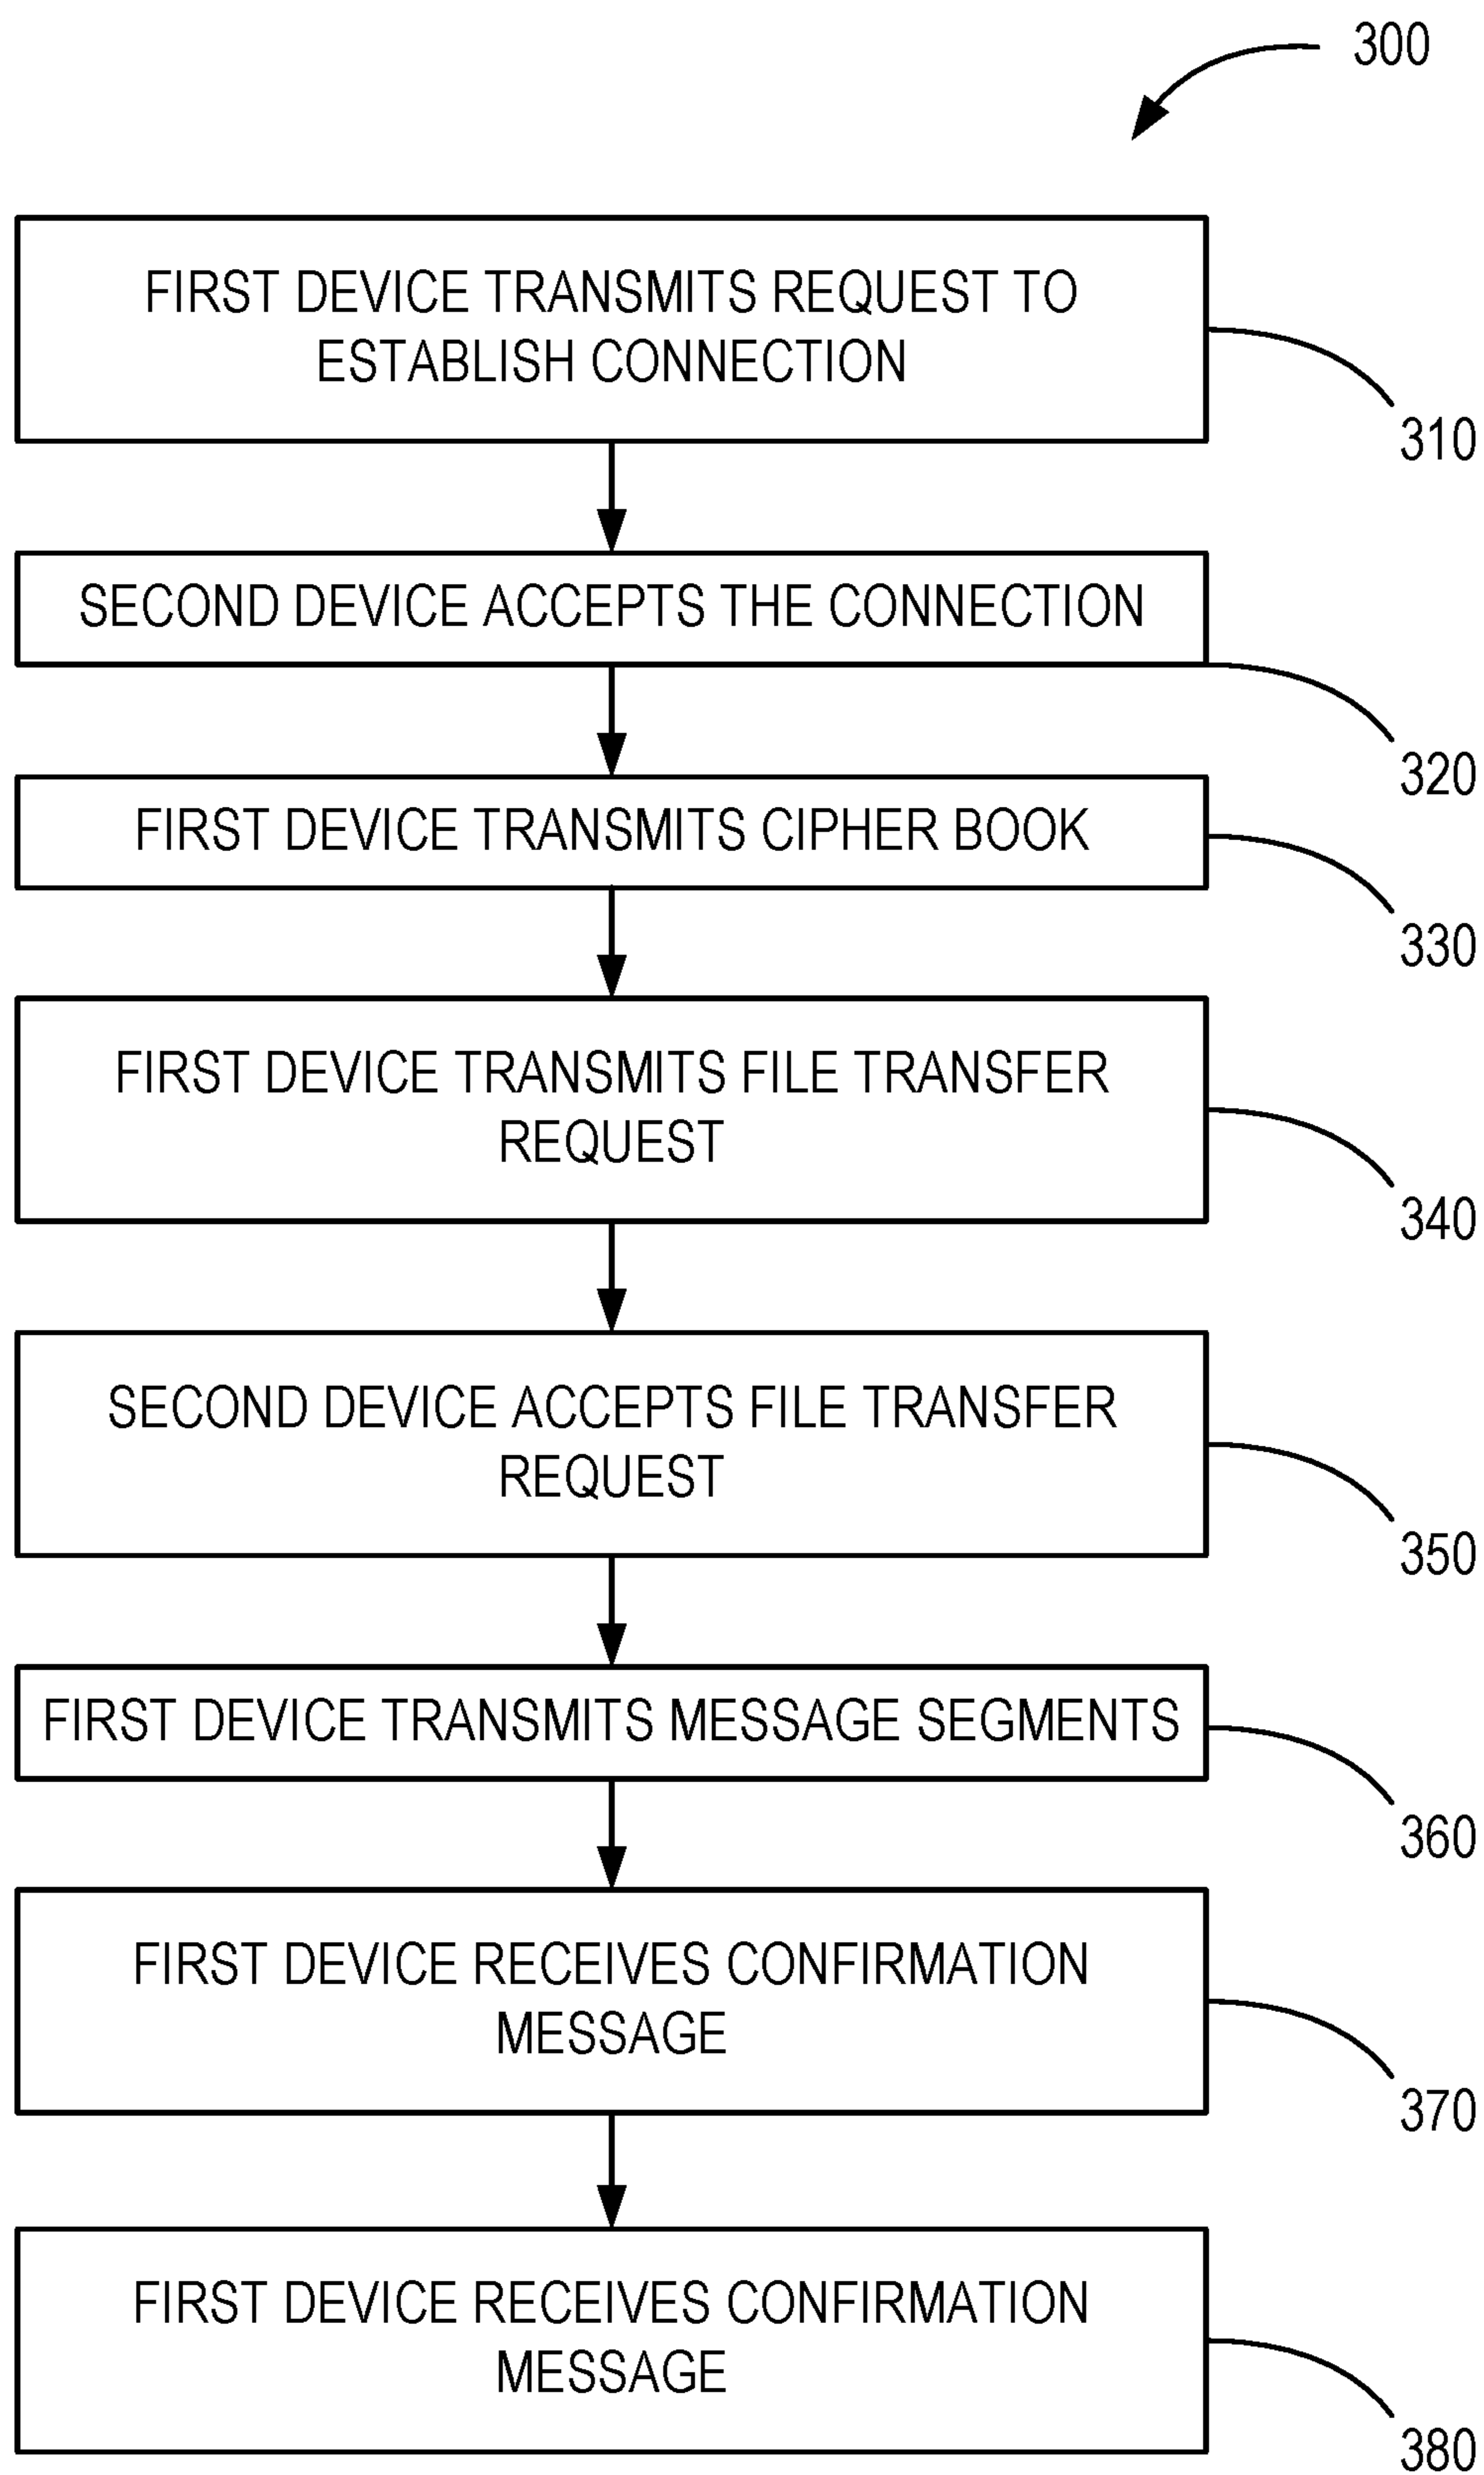 300
FIRST DEVICE TRANSMITS REQUEST TO
ESTABLISH CONNECTION
310
SECOND DEVICE ACCEPTS THE CONNECTION
320
FIRST DEVICE TRANSMITS CIPHER BOOK
330
FIRST DEVICE TRANSMITS FILE TRANSFER
REQUEST
340
SECOND DEVICE ACCEPTS FILE TRANSFER
REQUEST
350
FIRST DEVICE TRANSMITS MESSAGE SEGMENTS
360
FIRST DEVICE RECEIVES CONFIRMATION
MESSAGE
370
FIRST DEVICE RECEIVES CONFIRMATION
MESSAGE
380